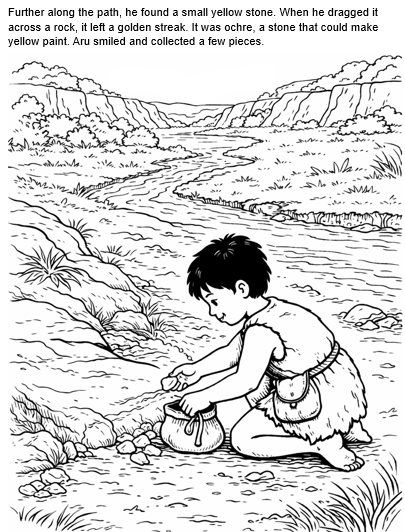 Further along the path, he found a small yellow stone. When he dragged it
across a rock, it left a golden streak. It was ochre, a stone that could make
yellow paint. Aru smiled and collected a few pieces.